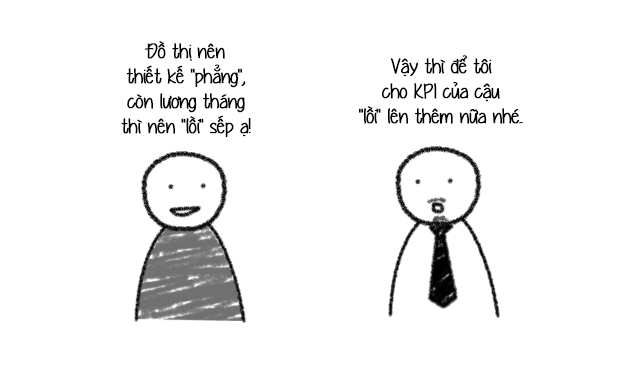 Đồ thị nên
thiết kế "phẳng",
còn lương tháng
thì nên "lồi" sếp ạ!
Vậy thì để tôi
cho KPI của cậu
"lồi" lên thêm nữa nhé..